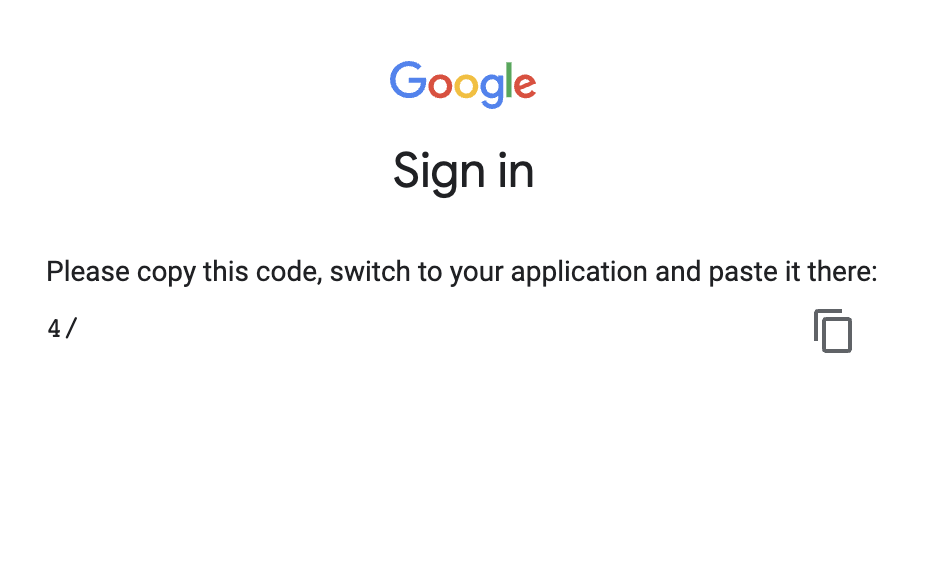 Google
Sign in
Please copy this code, switch to your application and paste it there:
4/